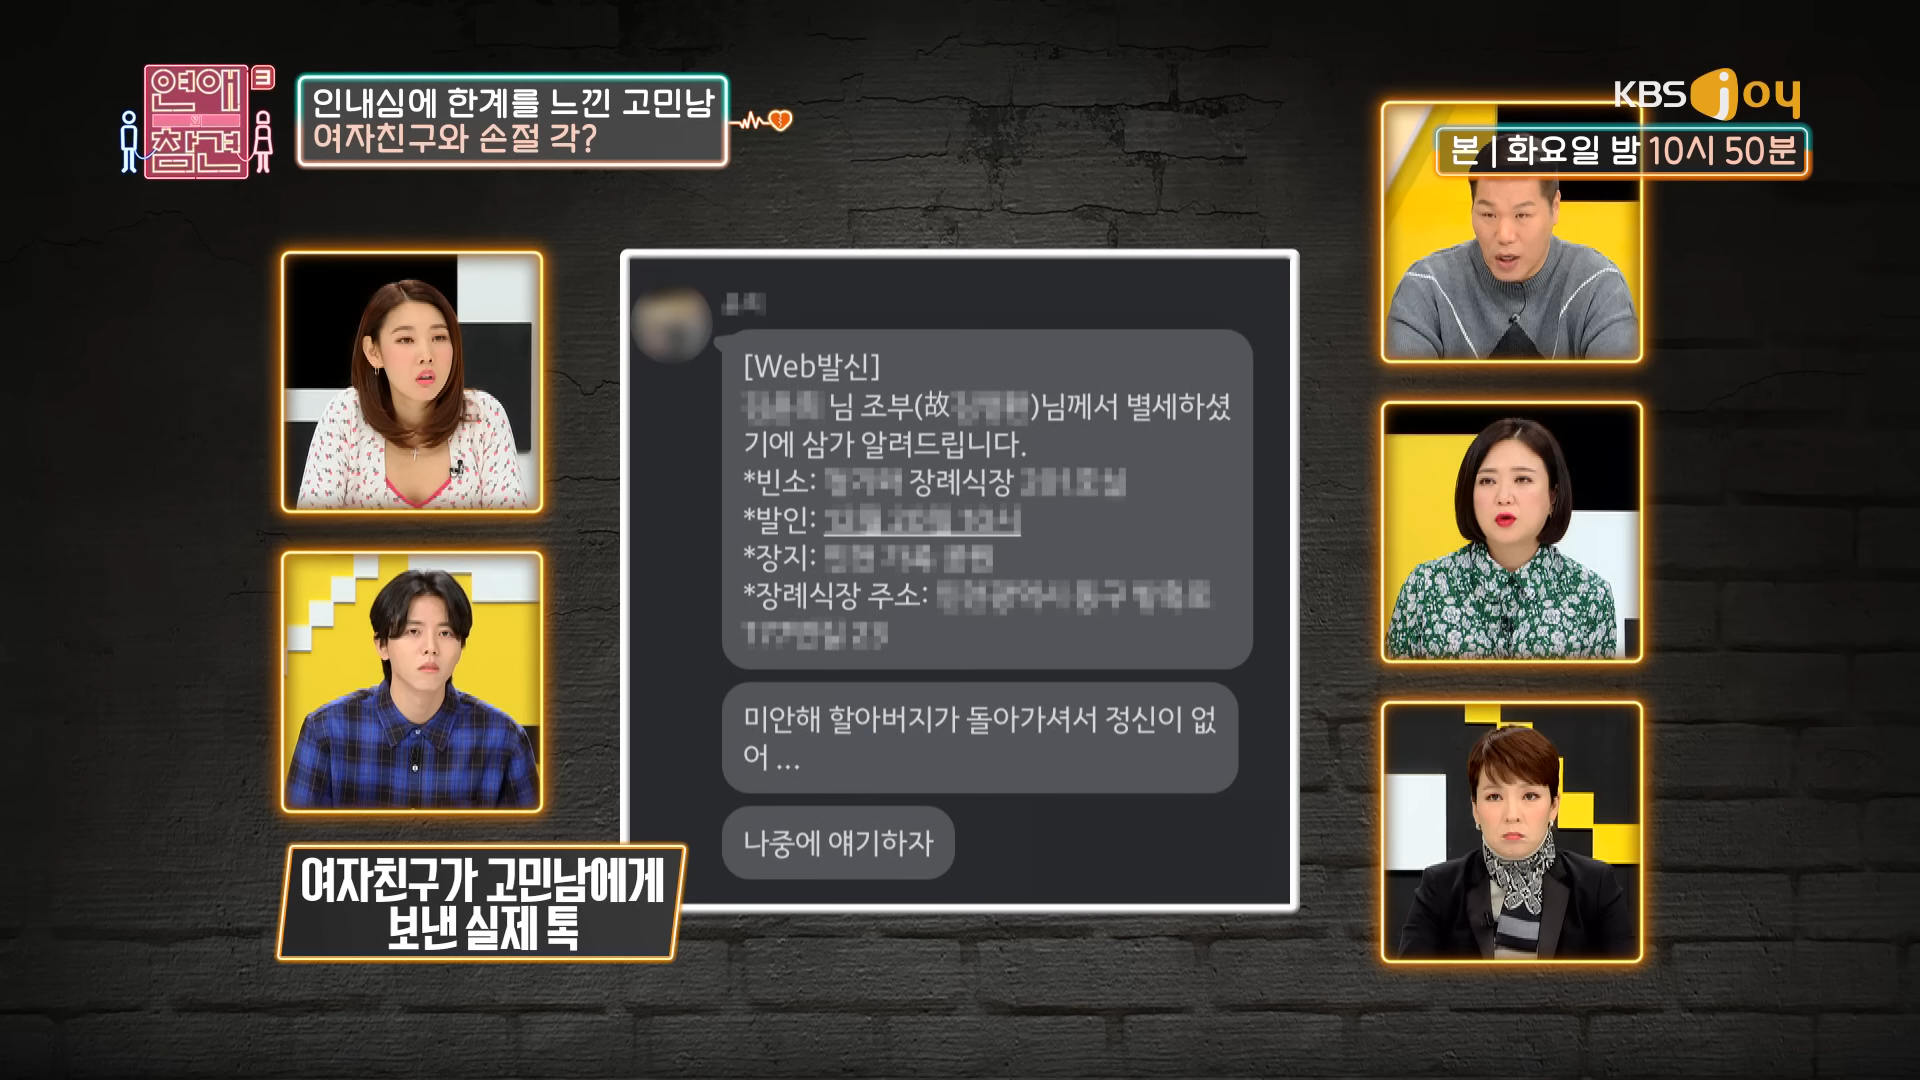 연애
의
참견
ヨ
인내심에 한계를 느낀 고민남
여자친구와 손절 각?
KBS joy
본 | 화요일 밤 10시 50분
[Web발신]
님 조부(故 )님께서 별세하셨
기에 삼가 알려드립니다.
*빈소: 장례식장
*발인:
*장지:
*장례식장 주소:
미안해 할아버지가 돌아가셔서 정신이 없
어 ...
나중에 얘기하자
여자친구가 고민남에게
보낸 실제 톡